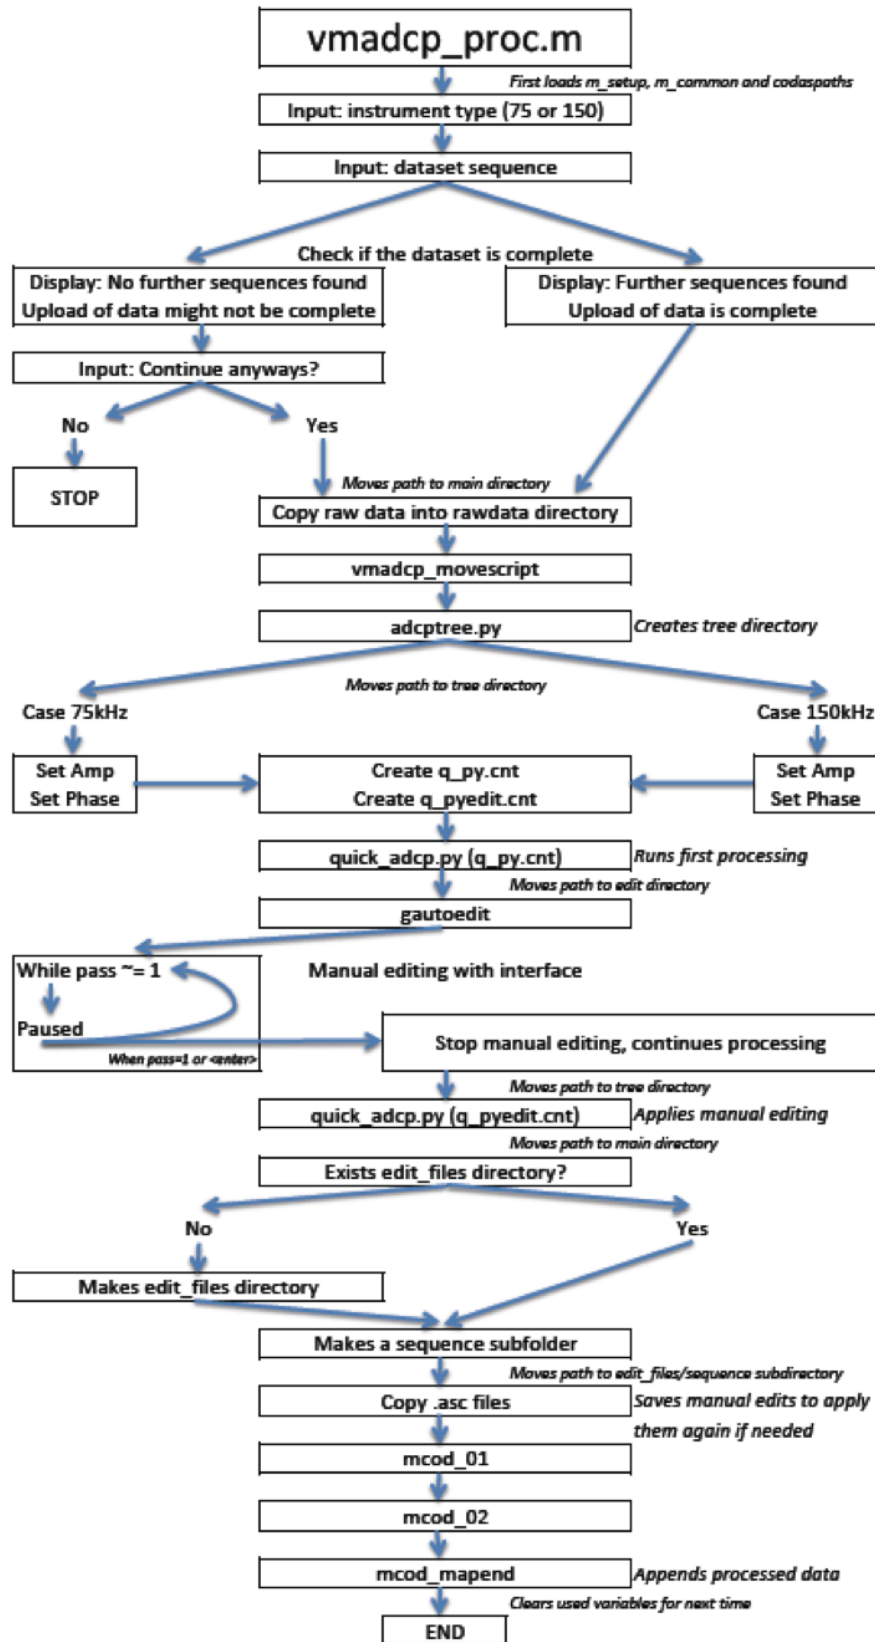 vmadcp_proc.m
First loads m_setup, m_common and codaspaths
Input: instrument type (75 or 150)
Input: dataset sequence
Check if the dataset is complete
Display: No further sequences found
Upload of data might not be complete
Display: Further sequences found
Upload of data is complete
Input: Continue anyways?
No
Yes
STOP
Moves path to main directory
Copy raw data into rawdata directory
vmadcp_movescript
adcptree.py
Creates tree directory
Moves path to tree directory
Case 75kHz
Case 150kHz
Set Amp
Set Phase
Create q_py.cnt
Create q_pyedit.cnt
Set Amp
Set Phase
quick_adcp.py (q_py.cnt)
Runs first processing
Moves path to edit directory
gautoedit
While pass ~= 1
Manual editing with interface
Paused
When pass=1 or <enter>
Stop manual editing, continues processing
Moves path to tree directory
quick_adcp.py (q_pyedit.cnt)
Applies manual editing
Moves path to main directory
Exists edit_files directory?
No
Yes
Makes edit_files directory
Makes a sequence subfolder
Moves path to edit_files/sequence subdirectory
Copy .asc files
Saves manual edits to apply
them again if needed
mcod_01
mcod_02
mcod_mapend
Appends processed data
Clears used variables for next time
END